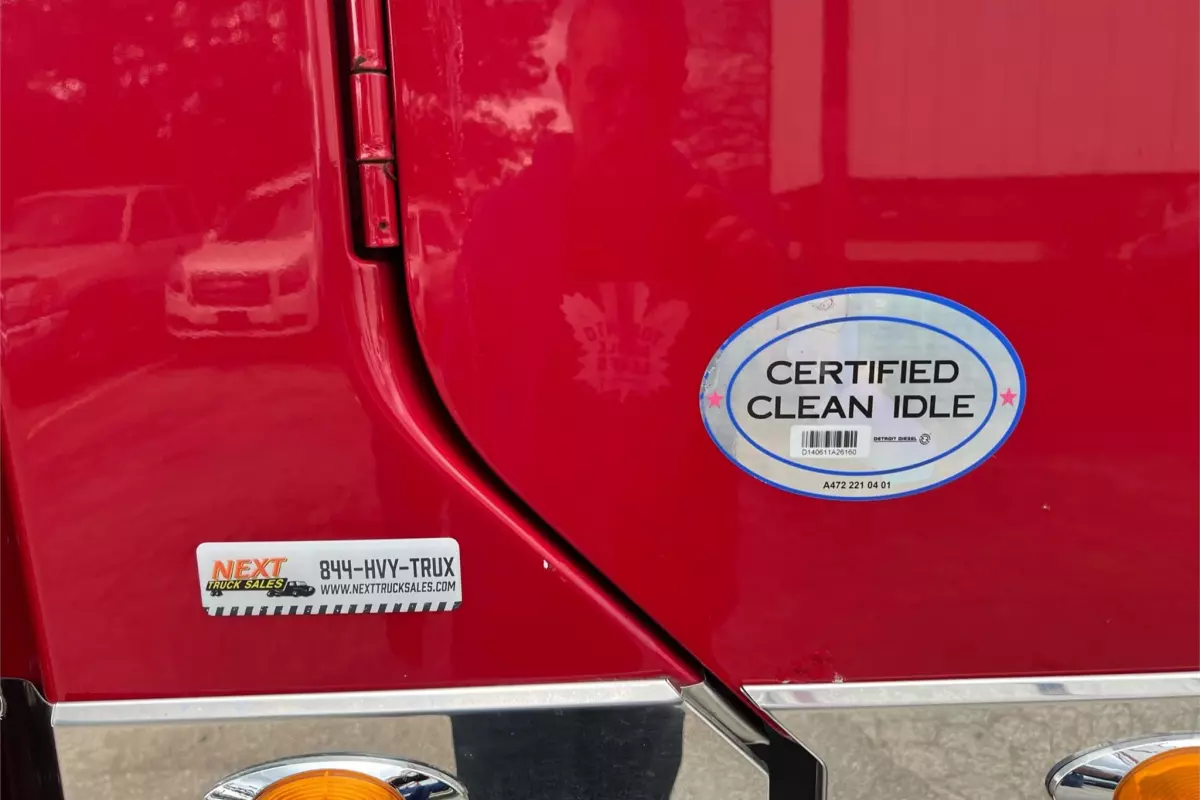 CERTIFIED
CLEAN IDLE
DETROIT DIESEL
D140611A26160
A472 221 04 01
NEXT
TRUCK SALES
844-HVY-TRUX
WWW.NEXTTRUCKSALES.COM